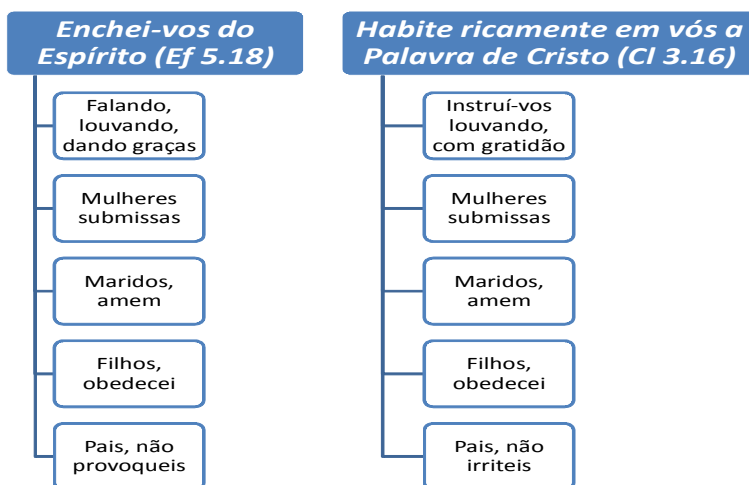 Enchei-vos do
Espírito (Ef 5.18)
Falando,
louvando,
dando graças
Mulheres
submissas
Maridos,
amem
Filhos,
obedecei
Pais, não
provoqueis
Habite ricamente em vós a
Palavra de Cristo (Cl 3.16)
Instruí-vos
louvando,
com gratidão
Mulheres
submissas
Maridos,
amem
Filhos,
obedecei
Pais, não
irriteis